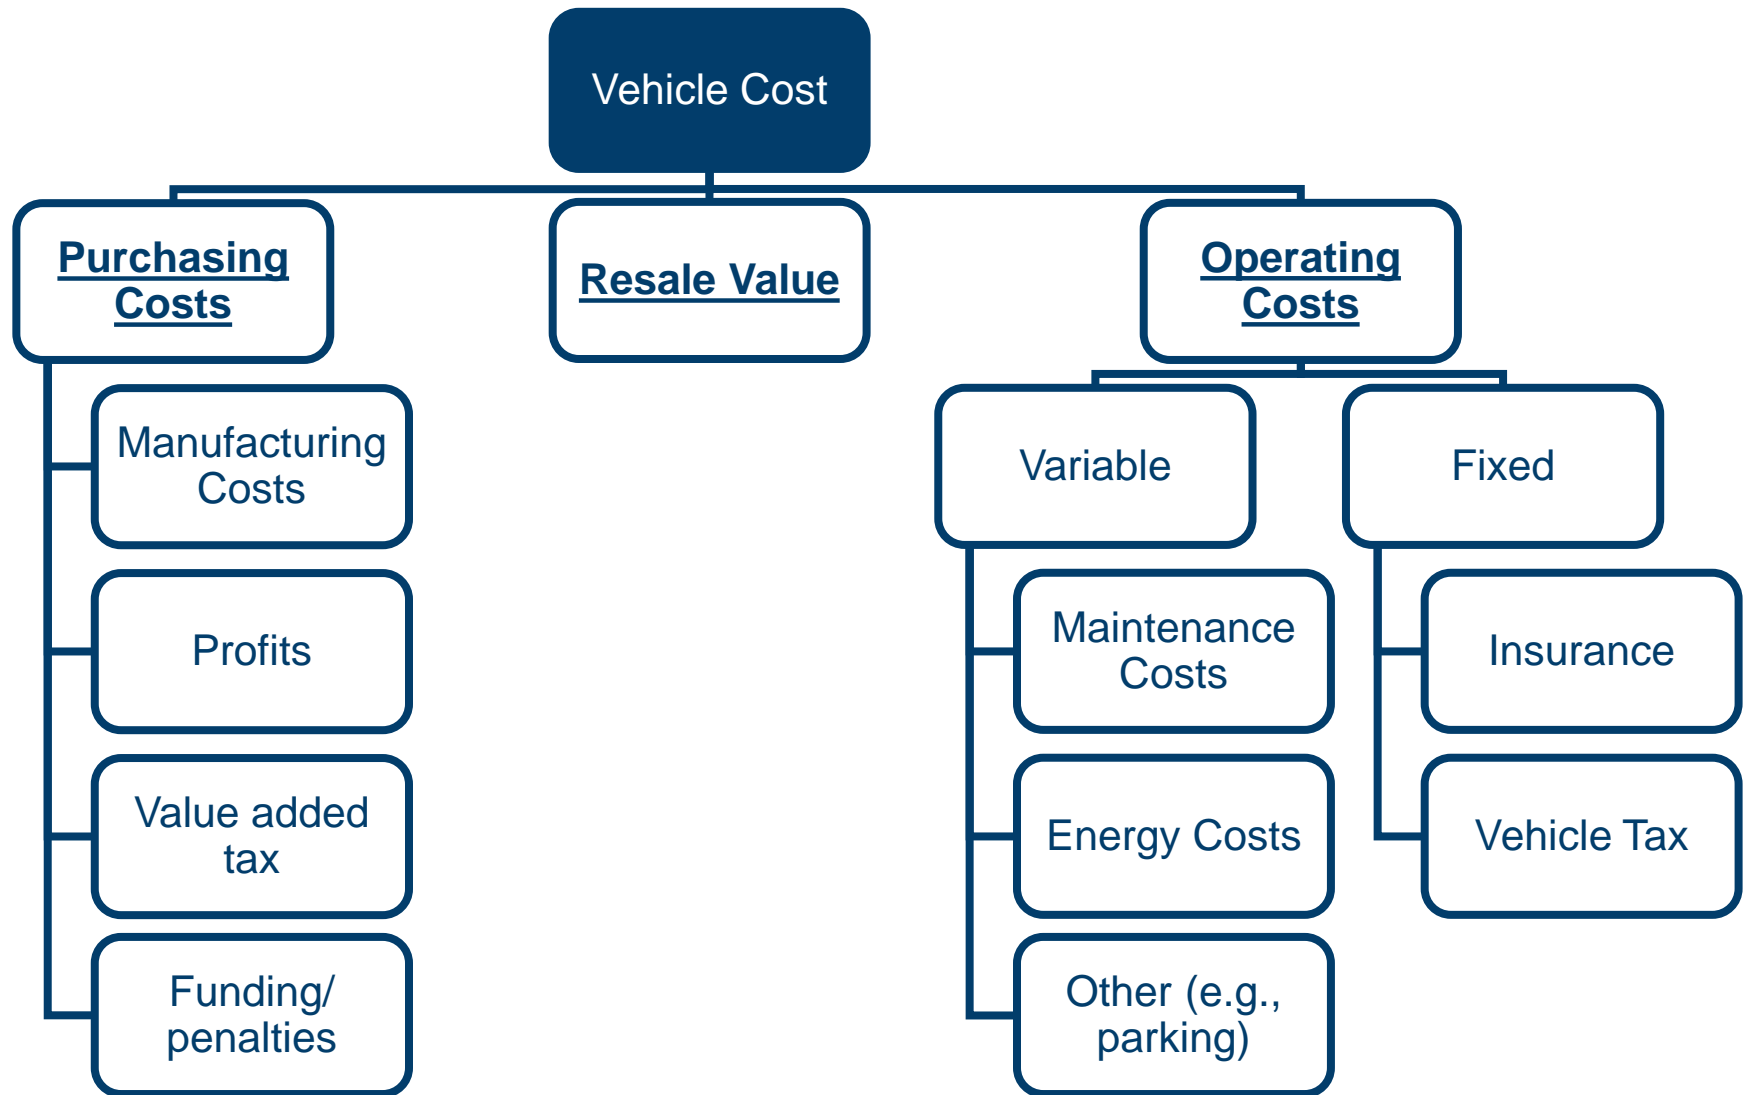 Vehicle Cost
Purchasing
Costs
Resale Value
Operating
Costs
Manufacturing
Costs
Profits
Value added
tax
Funding/
penalties
Variable
Maintenance
Costs
Energy Costs
Other (e.g.,
parking)
Fixed
Insurance
Vehicle Tax